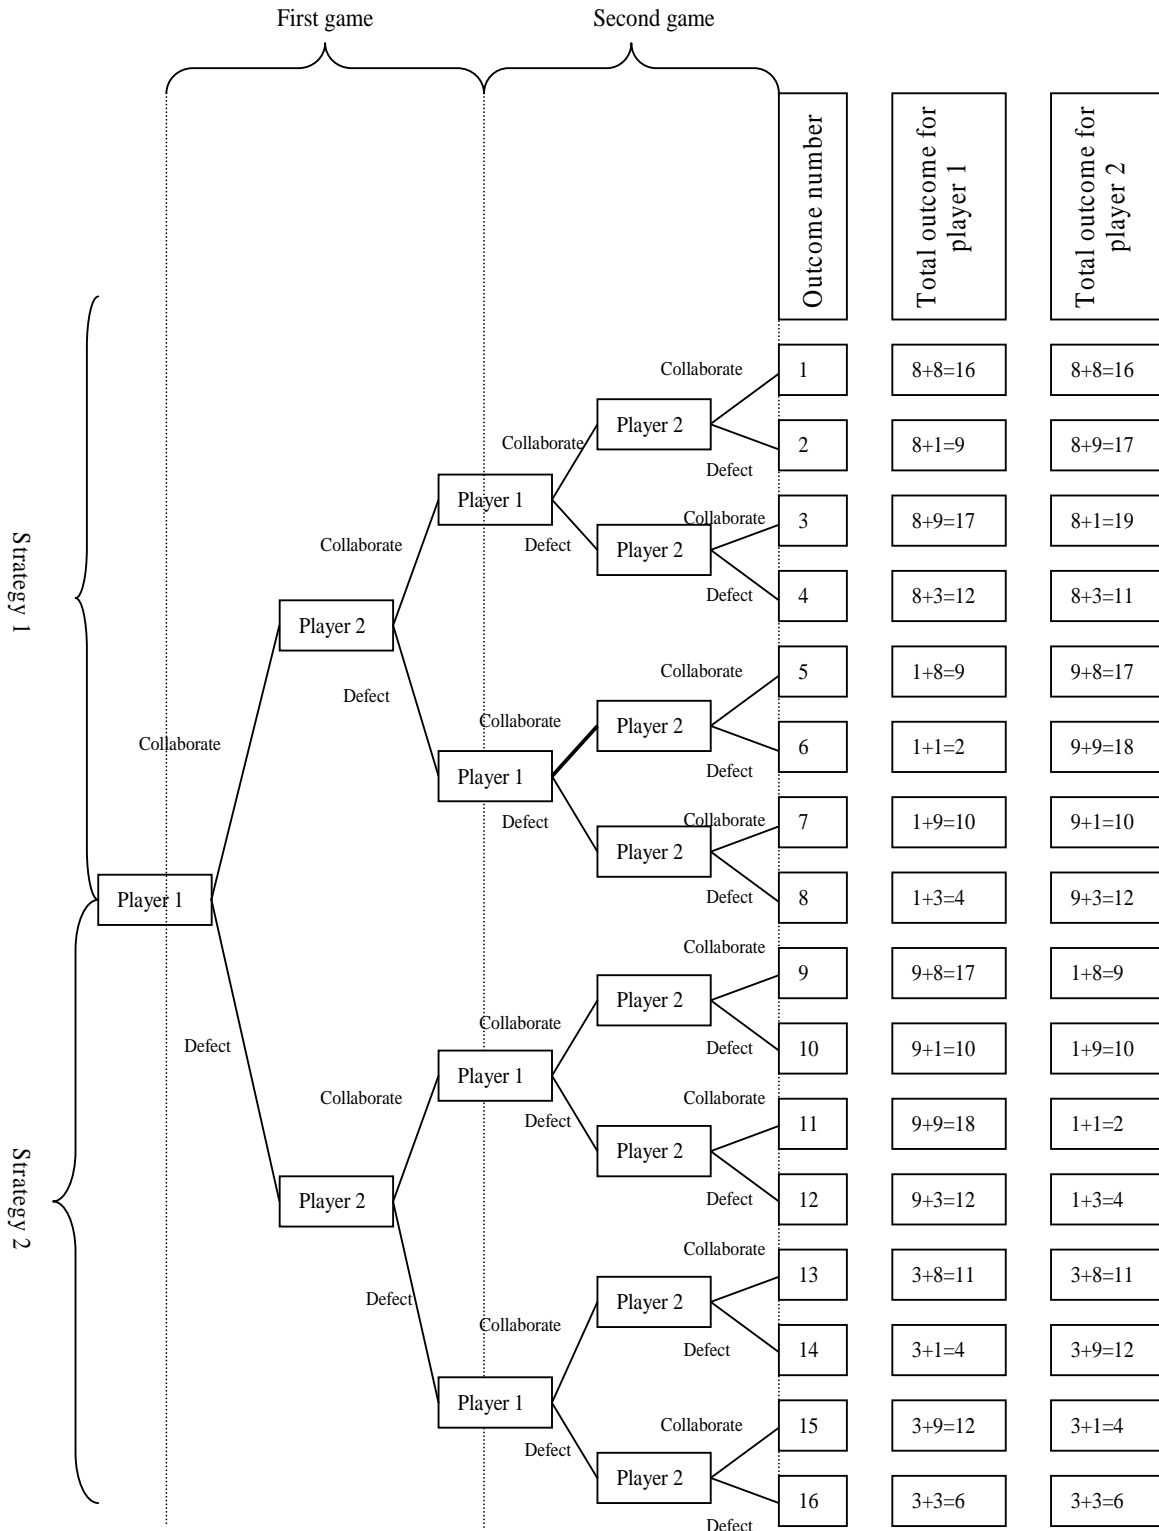 First game
Second game
Outcome number
Total outcome for
player 1
Total outcome for
player 2
Strategy 1
Strategy 2
Collaborate
1
8+8=16
8+8=16
Player 2
Collaborate
Defect
2
8+1=9
8+9=17
Player 1
Collaborate
3
8+9=17
8+1=19
Collaborate
Defect
Player 2
Defect
4
8+3=12
8+3=11
Player 2
Collaborate
5
1+8=9
9+8=17
Defect
Collaborate
Player 2
Collaborate
Defect
6
1+1=2
9+9=18
Player 1
Defect
Collaborate
7
1+9=10
9+1=10
Player 2
Defect
8
1+3=4
9+3=12
Player 1
Collaborate
9
9+8=17
1+8=9
Player 2
Collaborate
Defect
Defect
10
9+1=10
1+9=10
Player 1
Collaborate
Collaborate
11
9+9=18
1+1=2
Defect
Player 2
Player 2
Defect
12
9+3=12
1+3=4
Collaborate
13
3+8=11
3+8=11
Defect
Player 2
Collaborate
Defect
14
3+1=4
3+9=12
Player 1
Collaborate
15
3+9=12
3+1=4
Defect
Player 2
16
3+3=6
3+3=6
Defect